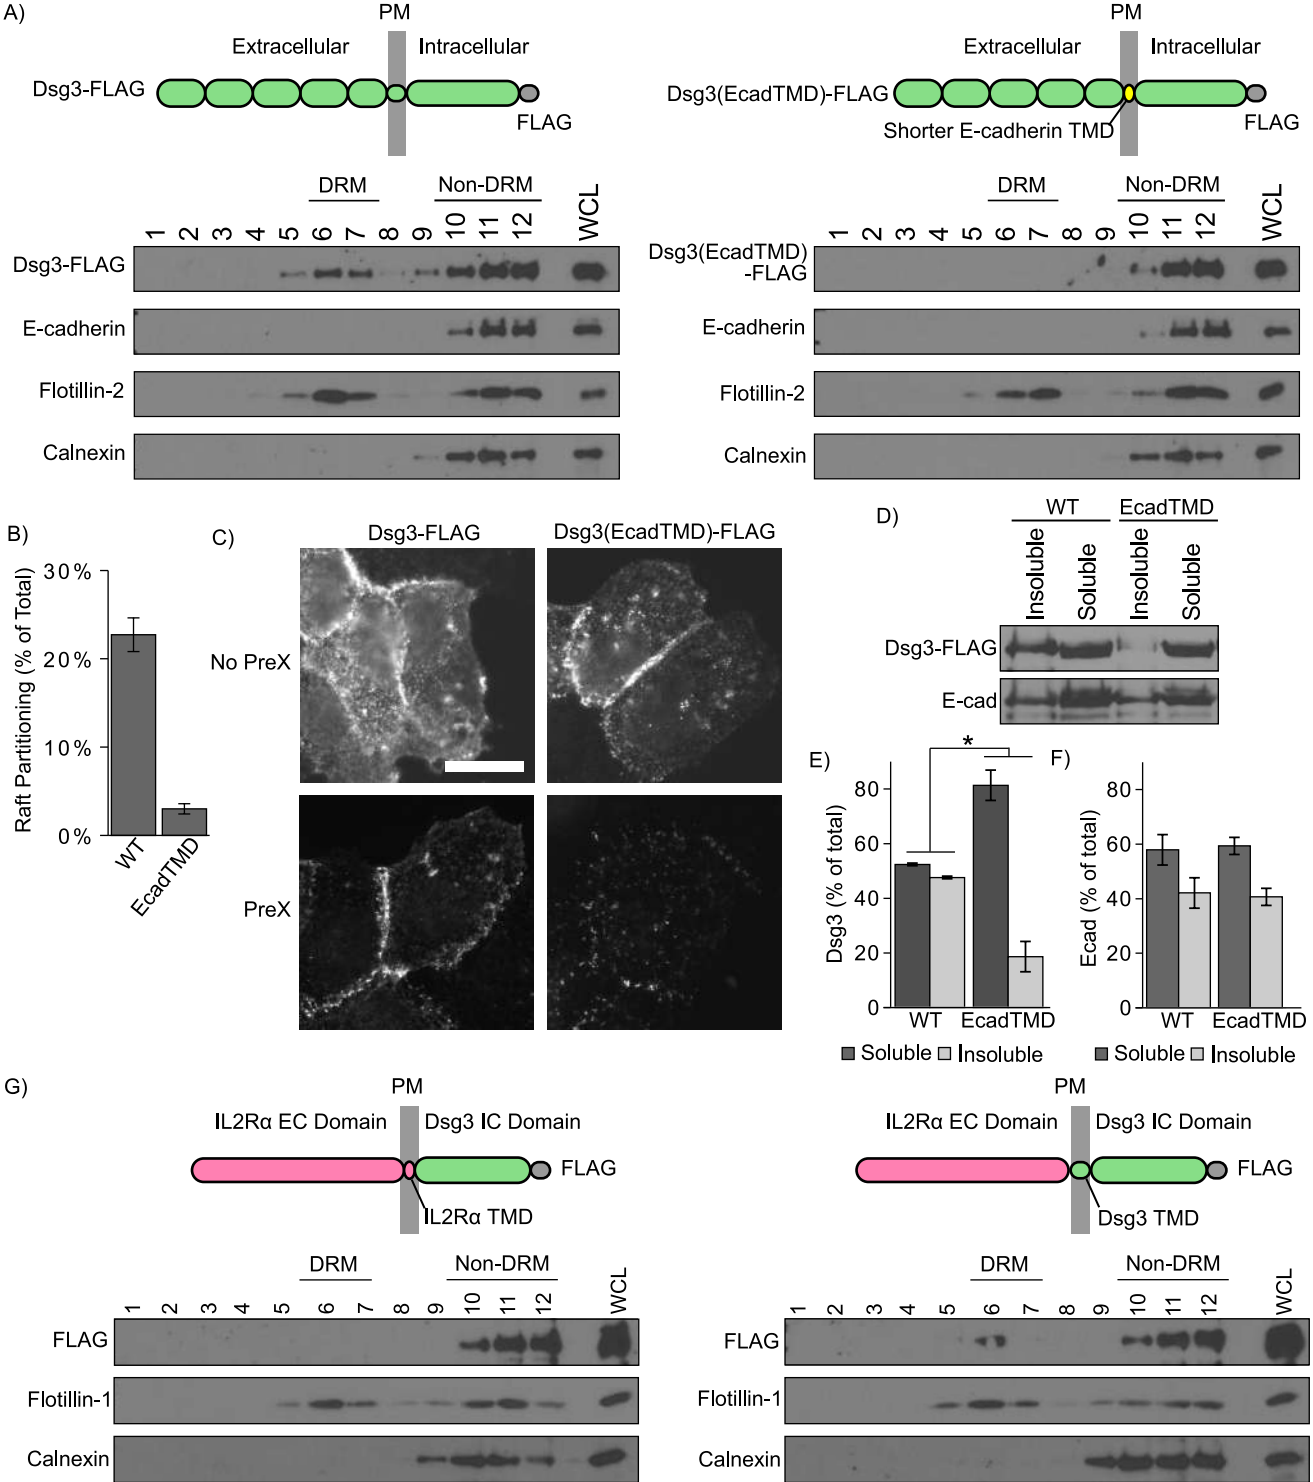 A)
PM
Extracellular
Intracellular
Dsg3-FLAG
FLAG
PM
Extracellular
Intracellular
Dsg3(EcadTMD)-FLAG
Shorter E-cadherin TMD
FLAG
DRM
Non-DRM
1 2 3 4 5 6 7 8 9 10 11 12 WCL
Dsg3-FLAG
E-cadherin
Flotillin-2
Calnexin
DRM
Non-DRM
1 2 3 4 5 6 7 8 9 10 11 12 WCL
Dsg3(EcadTMD)
-FLAG
E-cadherin
Flotillin-2
Calnexin
B)
Raft Partitioning (% of Total)
30%
20%
10%
0%
WT
EcadTMD
C)
Dsg3-FLAG
Dsg3(EcadTMD)-FLAG
No PreX
PreX
D)
WT
EcadTMD
Insoluble
Soluble
Insoluble
Soluble
Dsg3-FLAG
E-cad
E)
*
Dsg3 (% of total)
80
60
40
20
0
WT
EcadTMD
Soluble
Insoluble
F)
Ecad (% of total)
80
60
40
20
0
WT
EcadTMD
Soluble
Insoluble
G)
PM
IL2Rα EC Domain
Dsg3 IC Domain
FLAG
IL2Rα TMD
PM
IL2Rα EC Domain
Dsg3 IC Domain
FLAG
Dsg3 TMD
DRM
Non-DRM
1 2 3 4 5 6 7 8 9 10 11 12 WCL
FLAG
Flotillin-1
Calnexin
DRM
Non-DRM
1 2 3 4 5 6 7 8 9 10 11 12 WCL
FLAG
Flotillin-1
Calnexin